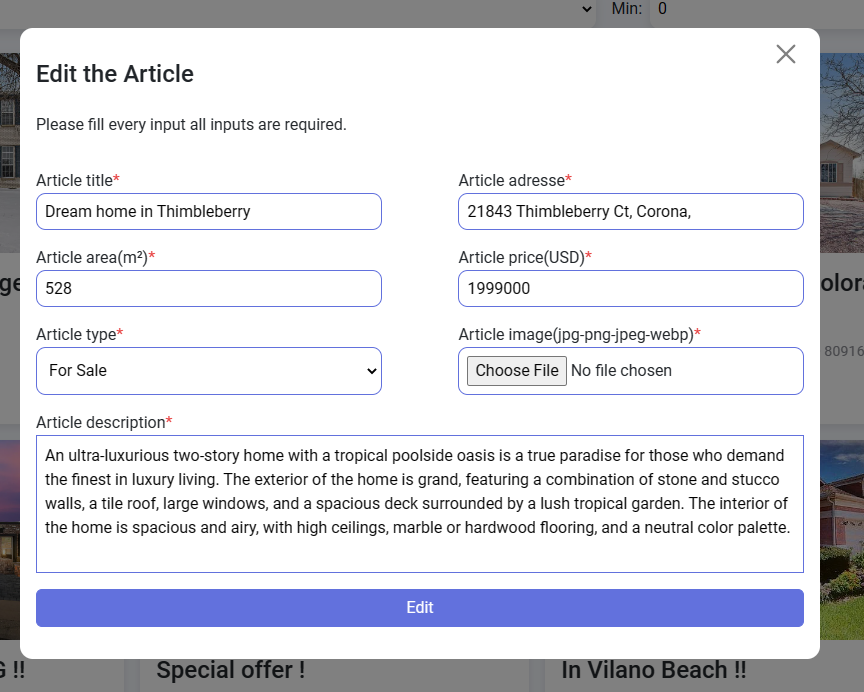 Min: 0
Edit the Article
Please fill every input all inputs are required.
Article title*
Article adresse*
Dream home in Thimbleberry
21843 Thimbleberry Ct, Corona,
Article area(m²)*
Article price(USD)*
528
1999000
Article type*
Article image(jpg-png-jpeg-webp)*
For Sale
Choose File No file chosen
80916
Article description*
An ultra-luxurious two-story home with a tropical poolside oasis is a true paradise for those who demand
the finest in luxury living. The exterior of the home is grand, featuring a combination of stone and stucco
walls, a tile roof, large windows, and a spacious deck surrounded by a lush tropical garden. The interior of
the home is spacious and airy, with high ceilings, marble or hardwood flooring, and a neutral color palette.
Edit
!!
Special offer !
In Vilano Beach !!